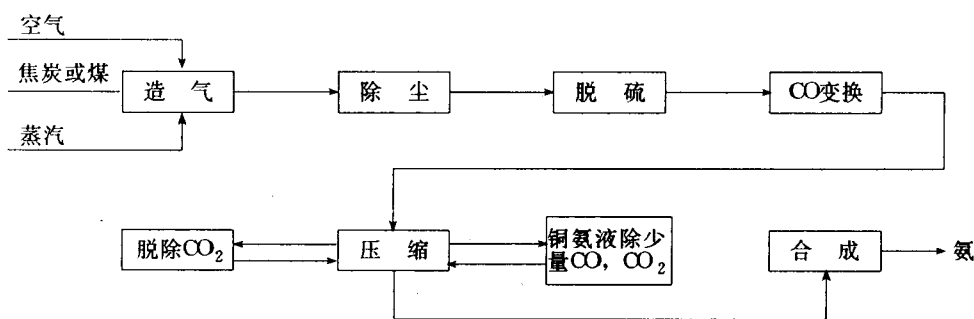 空气
焦炭或煤
蒸汽
造 气
除 尘
脱 硫
CO变换
脱除CO₂
压 缩
铜氨液除少
量CO，CO₂
合 成
氨